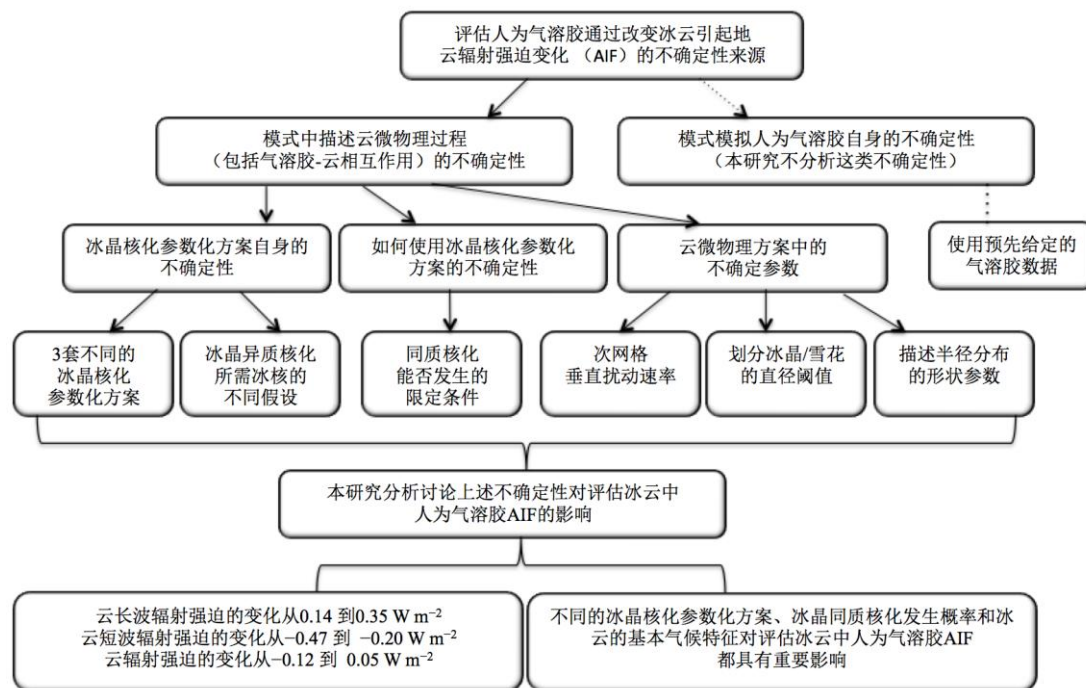 评估人为气溶胶通过改变冰云引起地
云辐射强迫变化 （AIF）的不确定性来源
模式中描述云微物理过程
（包括气溶胶-云相互作用）的不确定性
模式模拟人为气溶胶自身的不确定性
（本研究不分析这类不确定性）
冰晶核化参数化方案自身的
不确定性
如何使用冰晶核化参数化
方案的不确定性
云微物理方案中的
不确定参数
使用预先给定的
气溶胶数据
3套不同的
冰晶核化
参数化方案
冰晶异质核化
所需冰核的
不同假设
同质核化
能否发生的
限定条件
次网格
垂直扰动速率
划分冰晶/雪花
的直径阈值
描述半径分布
的形状参数
本研究分析讨论上述不确定性对评估冰云中
人为气溶胶AIF的影响
云长波辐射强迫的变化从0.14 到0.35 W m⁻²
云短波辐射强迫的变化从−0.47 到 −0.20 W m⁻²
云辐射强迫的变化从−0.12 到 0.05 W m⁻²
不同的冰晶核化参数化方案、冰晶同质核化发生概率和冰
云的基本气候特征对评估冰云中人为气溶胶AIF
都具有重要影响